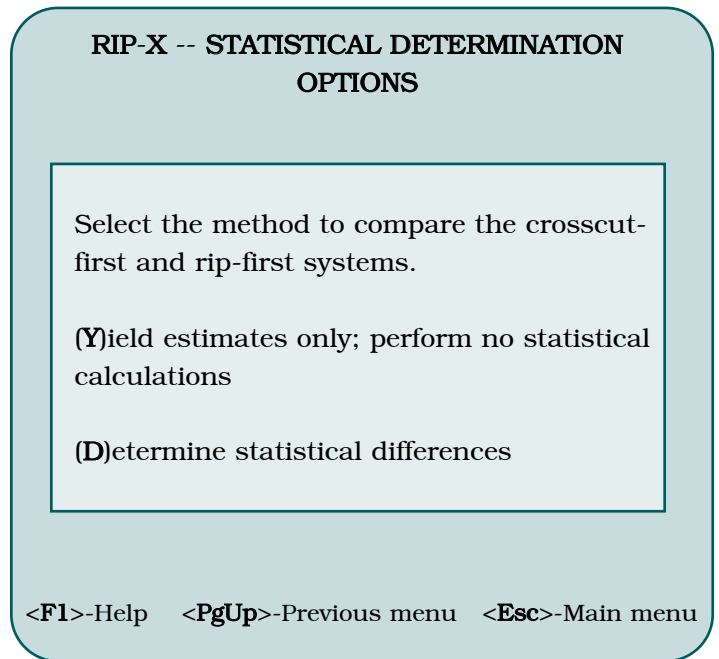 RIP-X -- STATISTICAL DETERMINATION
OPTIONS
Select the method to compare the crosscut-
first and rip-first systems.
(Y)ield estimates only; perform no statistical
calculations
(D)etermine statistical differences
<F1>-Help <PgUp>-Previous menu <Esc>-Main menu